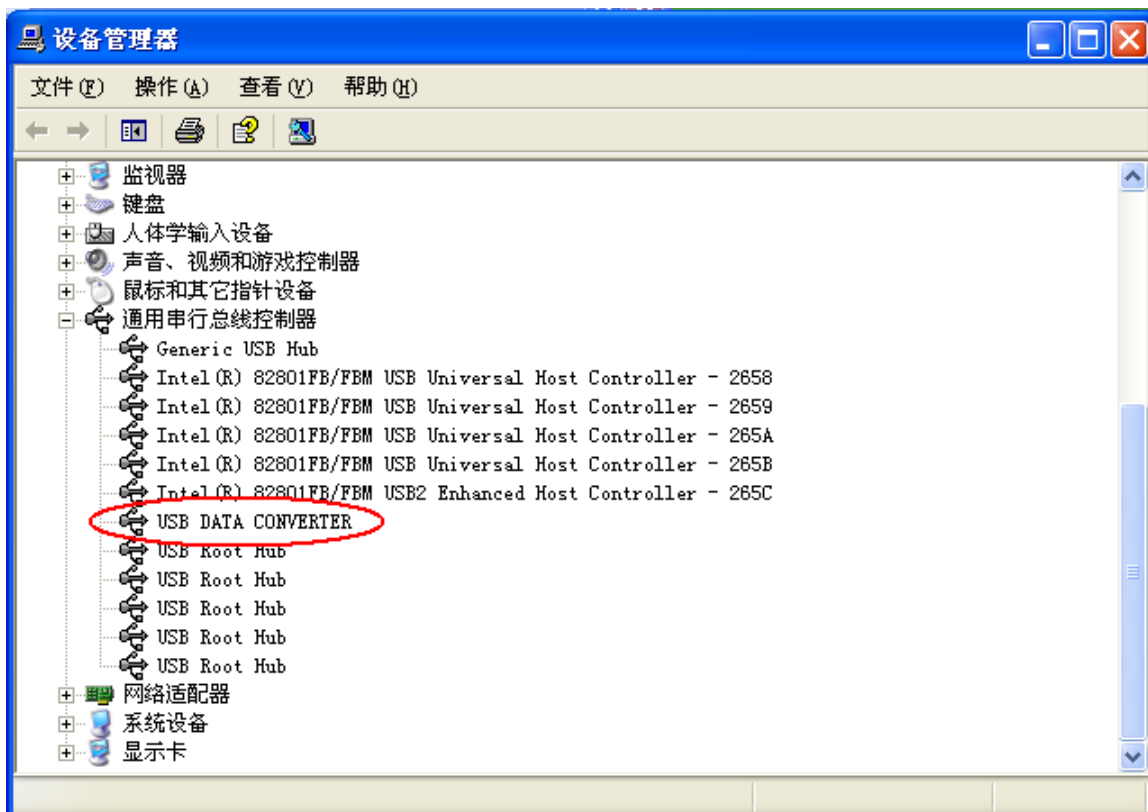 设备管理器
文件(F) 操作(A) 查看(V) 帮助(H)
监视器
键盘
人体学输入设备
声音、视频和游戏控制器
鼠标和其它指针设备
通用串行总线控制器
Generic USB Hub
Intel(R) 82801FB/FBM USB Universal Host Controller - 2658
Intel(R) 82801FB/FBM USB Universal Host Controller - 2659
Intel(R) 82801FB/FBM USB Universal Host Controller - 265A
Intel(R) 82801FB/FBM USB Universal Host Controller - 265B
Intel(R) 82801FB/FBM USB2 Enhanced Host Controller - 265C
USB DATA CONVERTER
USB Root Hub
USB Root Hub
USB Root Hub
USB Root Hub
USB Root Hub
网络适配器
系统设备
显示卡